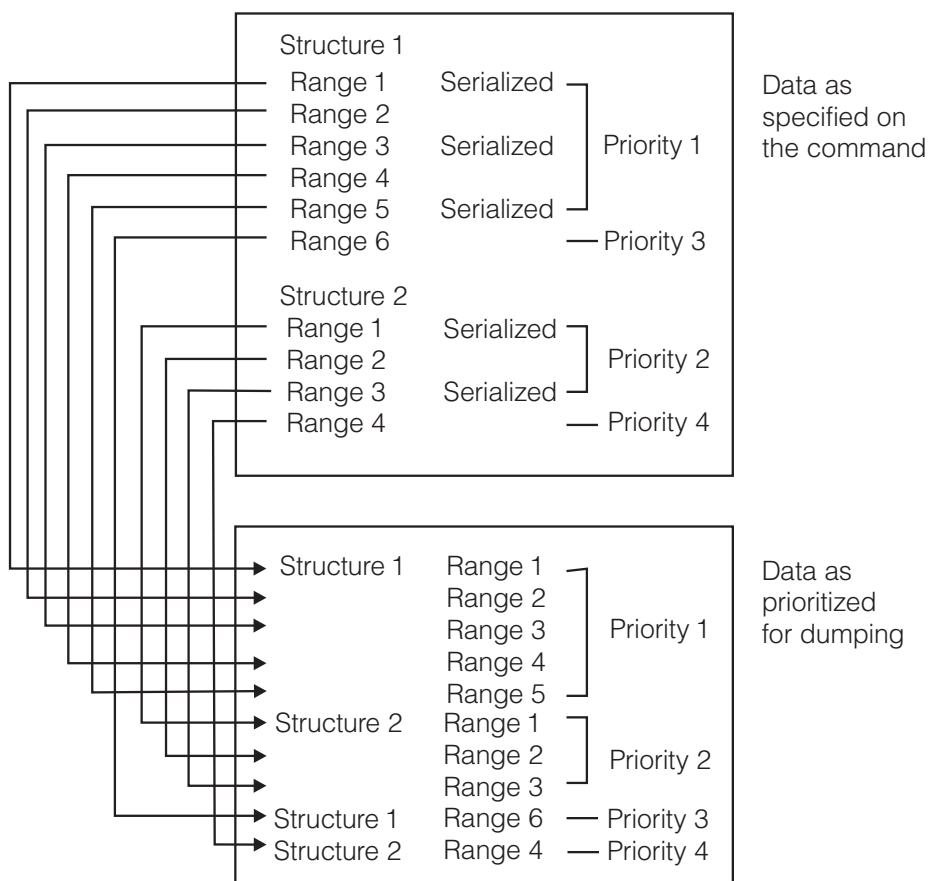 Structure 1
Range 1 Serialized
Range 2
Range 3 Serialized Priority 1
Range 4
Range 5 Serialized
Range 6 Priority 3
Structure 2
Range 1 Serialized
Range 2 Priority 2
Range 3 Serialized
Range 4 Priority 4
Data as
specified on
the command
Structure 1 Range 1
Range 2
Range 3 Priority 1
Range 4
Range 5
Structure 2 Range 1
Range 2 Priority 2
Range 3
Structure 1 Range 6 Priority 3
Structure 2 Range 4 Priority 4
Data as
prioritized
for dumping